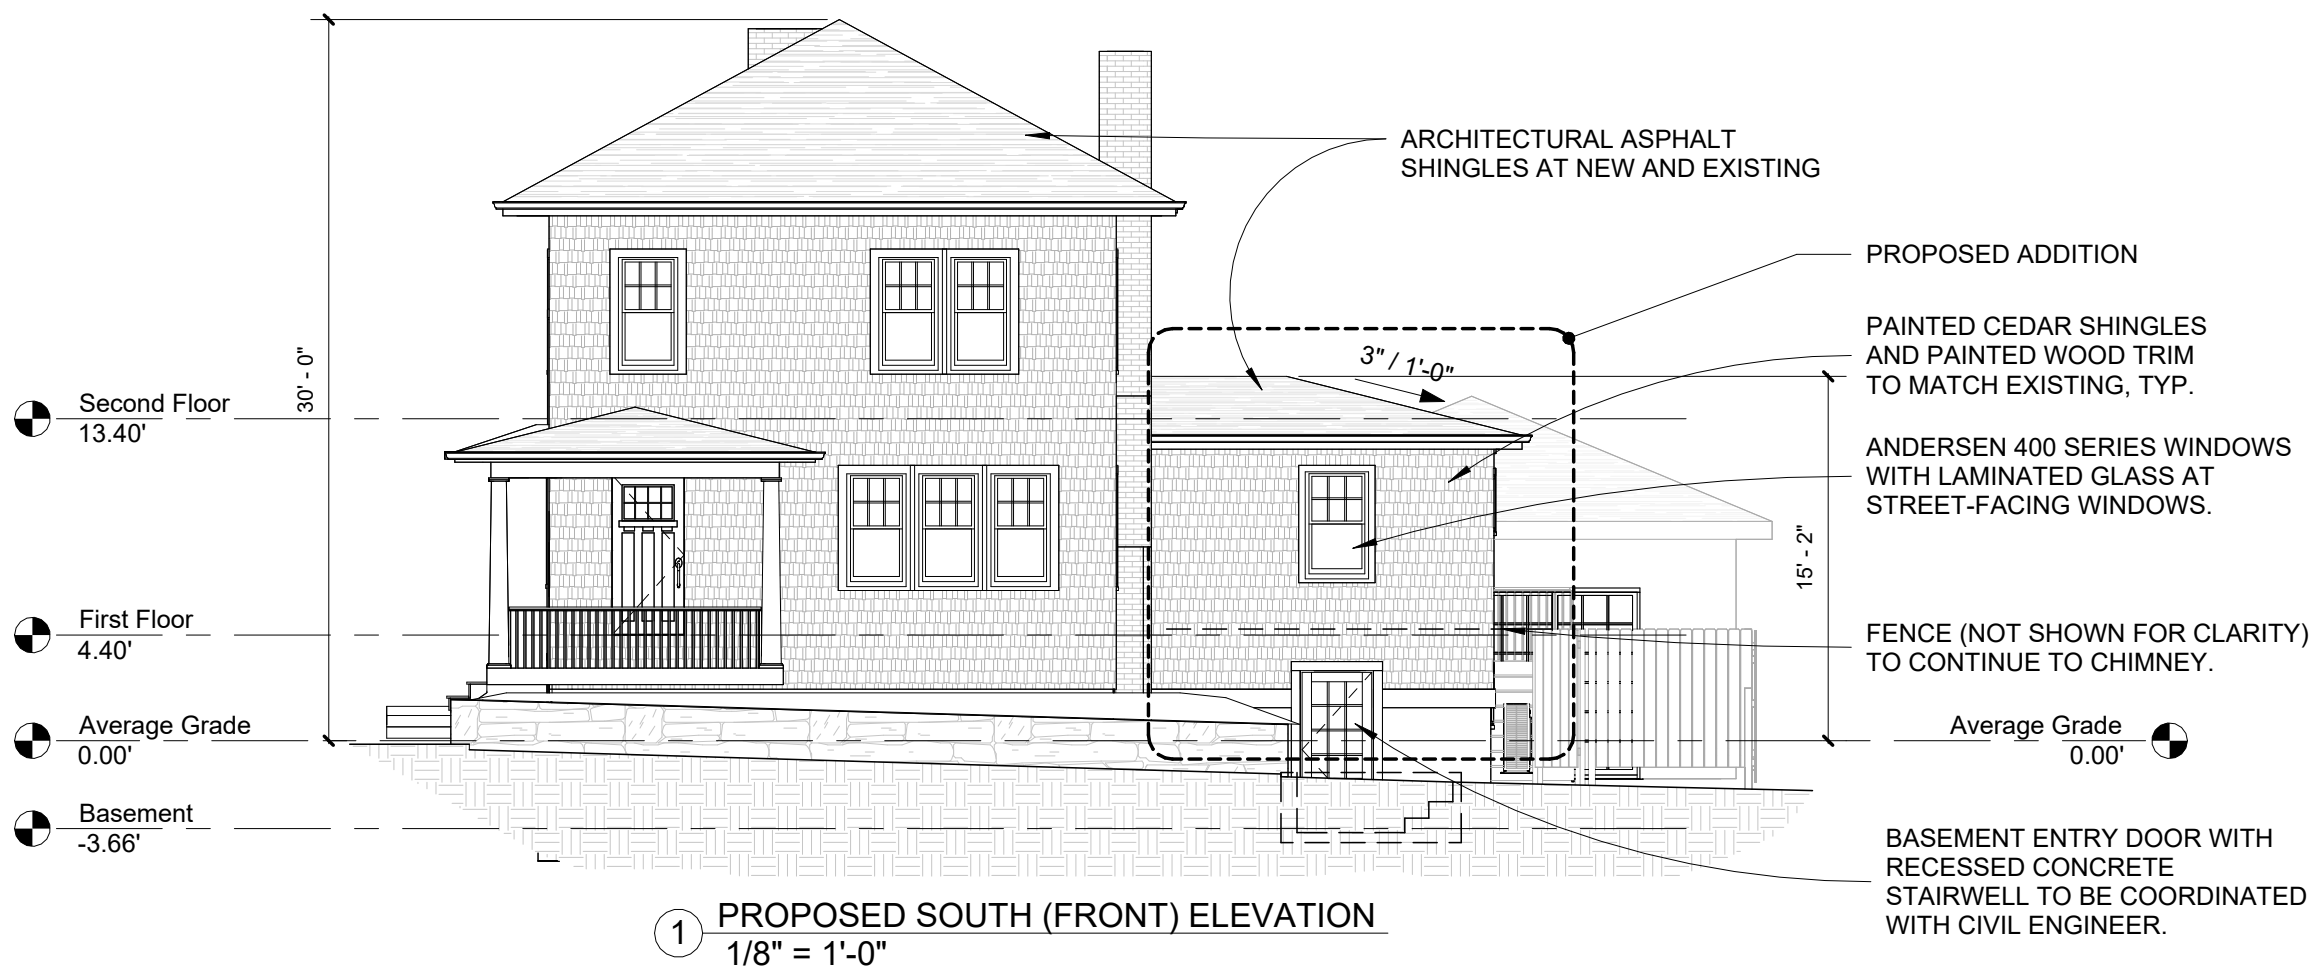 ARCHITECTURAL ASPHALT
SHINGLES AT NEW AND EXISTING
PROPOSED ADDITION
PAINTED CEDAR SHINGLES
AND PAINTED WOOD TRIM
TO MATCH EXISTING, TYP.
3" / 1'-0"
30' - 0"
Second Floor
13.40'
ANDERSEN 400 SERIES WINDOWS
WITH LAMINATED GLASS AT
STREET-FACING WINDOWS.
15' - 2"
First Floor
4.40'
FENCE (NOT SHOWN FOR CLARITY)
TO CONTINUE TO CHIMNEY.
Average Grade
0.00'
Average Grade
0.00'
Basement
-3.66'
BASEMENT ENTRY DOOR WITH
RECESSED CONCRETE
STAIRWELL TO BE COORDINATED
WITH CIVIL ENGINEER.
1 PROPOSED SOUTH (FRONT) ELEVATION
1/8" = 1'-0"